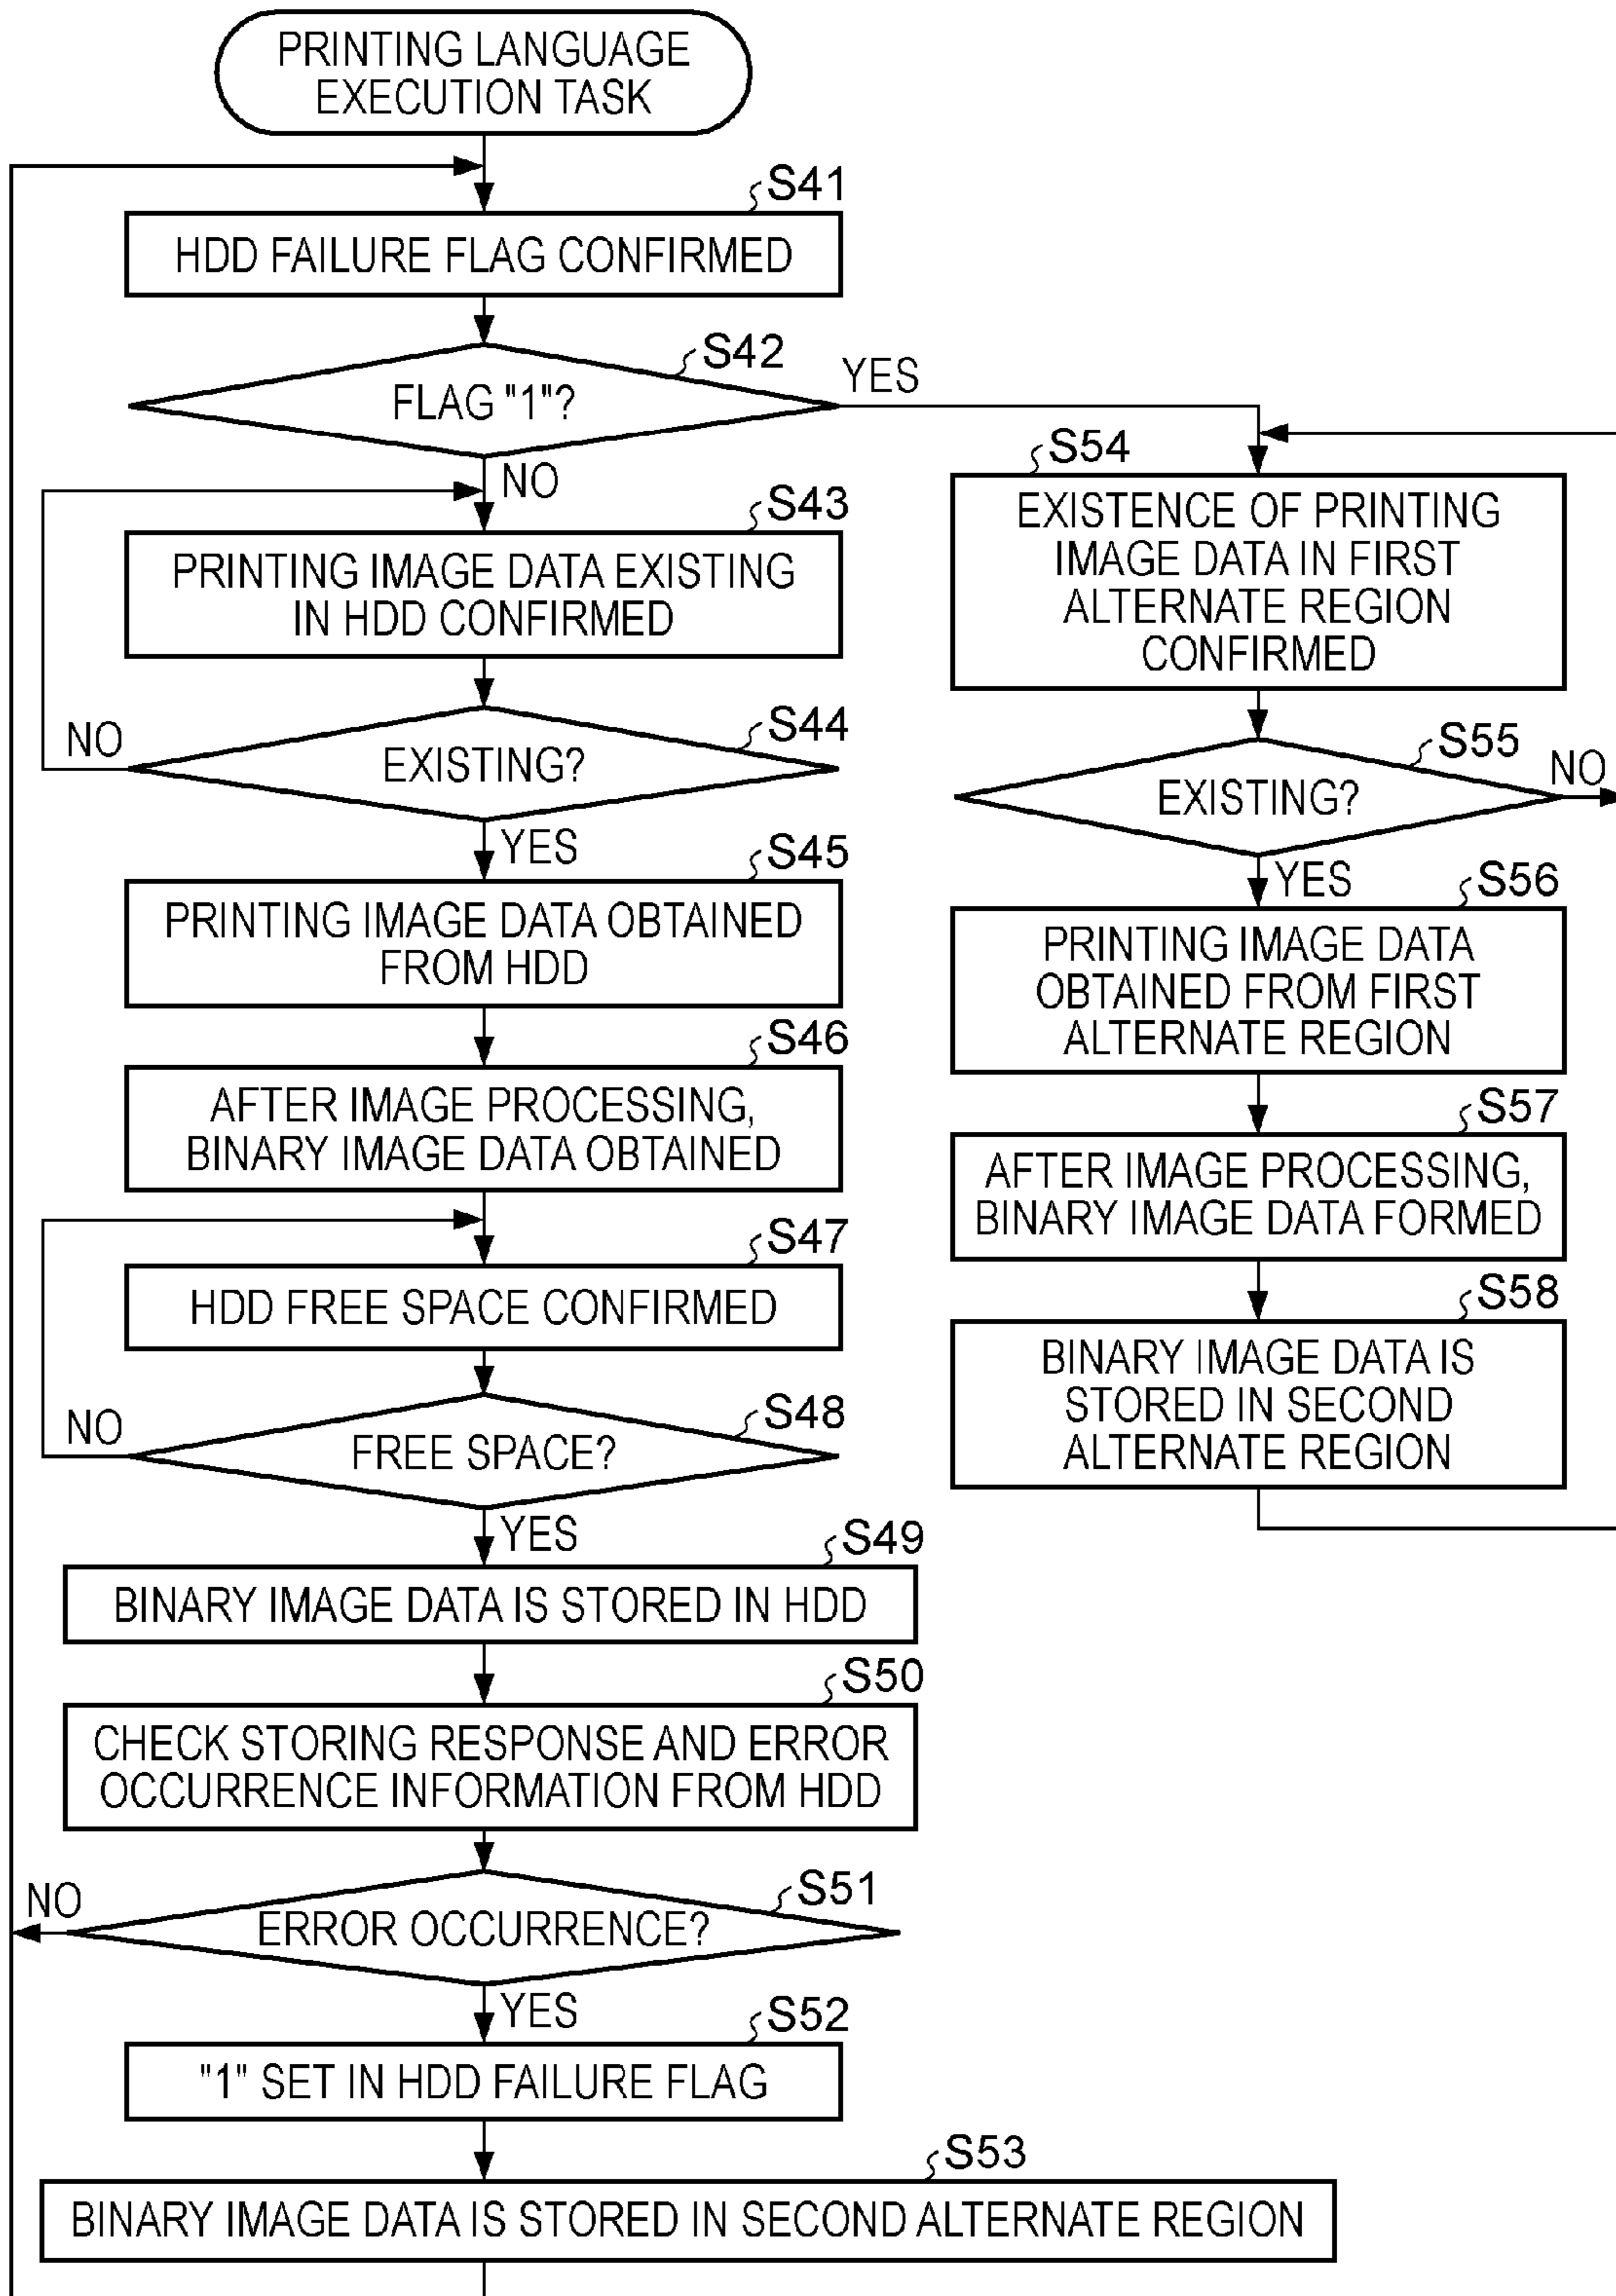 PRINTING LANGUAGE
EXECUTION TASK
S41
HDD FAILURE FLAG CONFIRMED
S42
FLAG "1"?
YES
NO
S43
PRINTING IMAGE DATA EXISTING
IN HDD CONFIRMED
S44
EXISTING?
NO
YES
S45
PRINTING IMAGE DATA OBTAINED
FROM HDD
S46
AFTER IMAGE PROCESSING,
BINARY IMAGE DATA OBTAINED
S47
HDD FREE SPACE CONFIRMED
S48
FREE SPACE?
NO
YES
S49
BINARY IMAGE DATA IS STORED IN HDD
S50
CHECK STORING RESPONSE AND ERROR
OCCURRENCE INFORMATION FROM HDD
S51
ERROR OCCURRENCE?
NO
YES
S52
"1" SET IN HDD FAILURE FLAG
S53
BINARY IMAGE DATA IS STORED IN SECOND ALTERNATE REGION
S54
EXISTENCE OF PRINTING
IMAGE DATA IN FIRST
ALTERNATE REGION
CONFIRMED
S55
EXISTING?
NO
YES
S56
PRINTING IMAGE DATA
OBTAINED FROM FIRST
ALTERNATE REGION
S57
AFTER IMAGE PROCESSING,
BINARY IMAGE DATA FORMED
S58
BINARY IMAGE DATA IS
STORED IN SECOND
ALTERNATE REGION